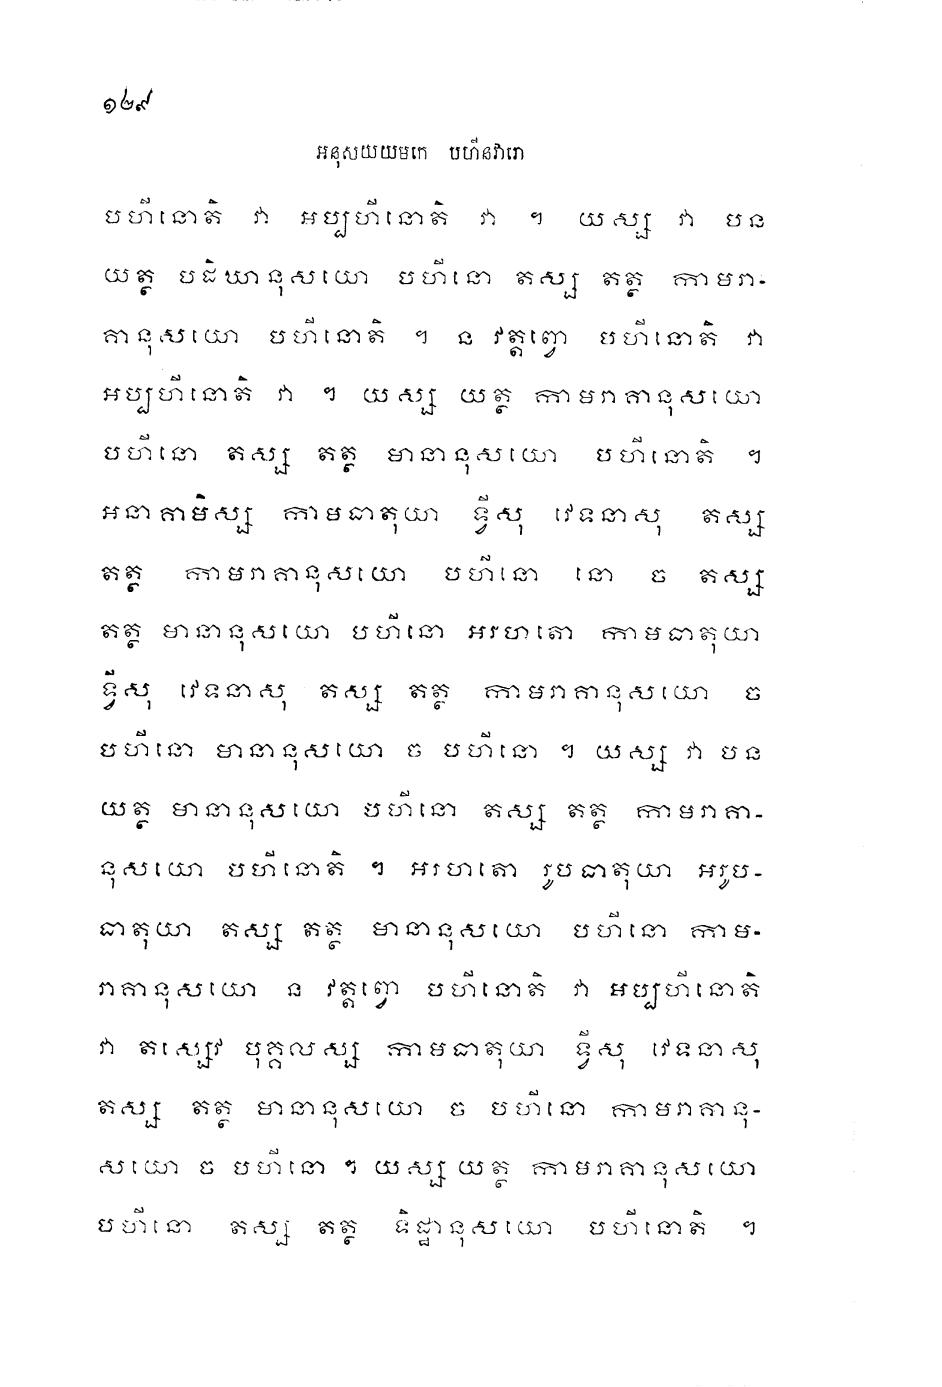 ១២៩
អនុសយយមកេ បហីនវារោ
បហីនោតិ វា អប្បហីនោតិ វា ។ យស្ស វា បន
យត្ថ បដិឃានុសយោ បហីនោ តស្ស តត្ថ កាមរា-
គានុសយោ បហីនោតិ ។ ន វត្តព្វោ បហីនោតិ វា
អប្បហីនោតិ វា ។ យស្ស យត្ថ កាមរាគានុសយោ
បហីនោ តស្ស តត្ថ មានានុសយោ បហីនោតិ ។
អនាគាមិស្ស កាមធាតុយា ទ្វីសុ វេទនាសុ តស្ស
តត្ថ កាមរាគានុសយោ បហីនោ នោ ច តស្ស
តត្ថ មានានុសយោ បហីនោ អរហតោ កាមធាតុយា
ទ្វីសុ វេទនាសុ តស្ស តត្ថ កាមរាគានុសយោ ច
បហីនោ មានានុសយោ ច បហីនោ ។ យស្ស វា បន
យត្ថ មានានុសយោ បហីនោ តស្ស តត្ថ កាមរាគា-
នុសយោ បហីនោតិ ។ អរហតោ រូបធាតុយា អរូប-
ធាតុយា តស្ស តត្ថ មានានុសយោ បហីនោ កាម-
រាគានុសយោ ន វត្តព្វោ បហីនោតិ វា អប្បហីនោតិ
វា តស្សេវ បុគ្គលស្ស កាមធាតុយា ទ្វីសុ វេទនាសុ
តស្ស តត្ថ មានានុសយោ ច បហីនោ កាមរាគានុ-
សយោ ច បហីនោ ។ យស្ស យត្ថ កាមរាគានុសយោ
បហីនោ តស្ស តត្ថ ទិដ្ឋានុសយោ បហីនោតិ ។